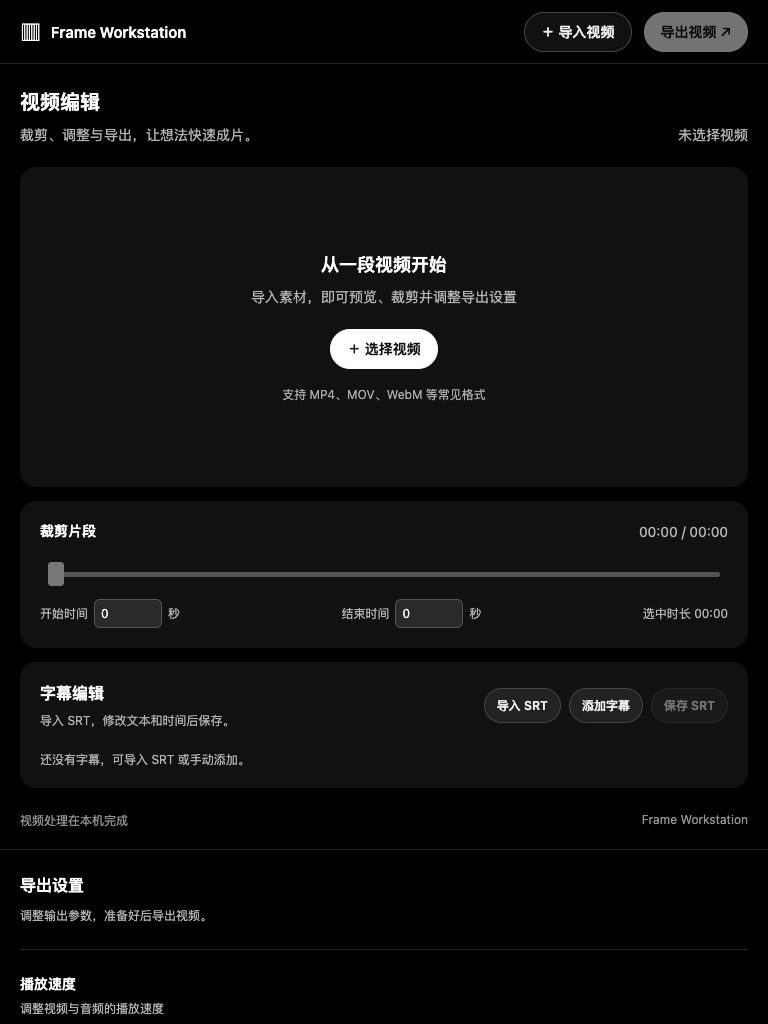 Frame Workstation
+ 导入视频
导出视频 ↗
视频编辑
裁剪、调整与导出，让想法快速成片。
未选择视频
从一段视频开始
导入素材，即可预览、裁剪并调整导出设置
+ 选择视频
支持 MP4、MOV、WebM 等常见格式
裁剪片段
00:00 / 00:00
开始时间 0 秒
结束时间 0 秒
选中时长 00:00
字幕编辑
导入 SRT，修改文本和时间后保存。
导入 SRT
添加字幕
保存 SRT
还没有字幕，可导入 SRT 或手动添加。
视频处理在本机完成
Frame Workstation
导出设置
调整输出参数，准备好后导出视频。
播放速度
调整视频与音频的播放速度